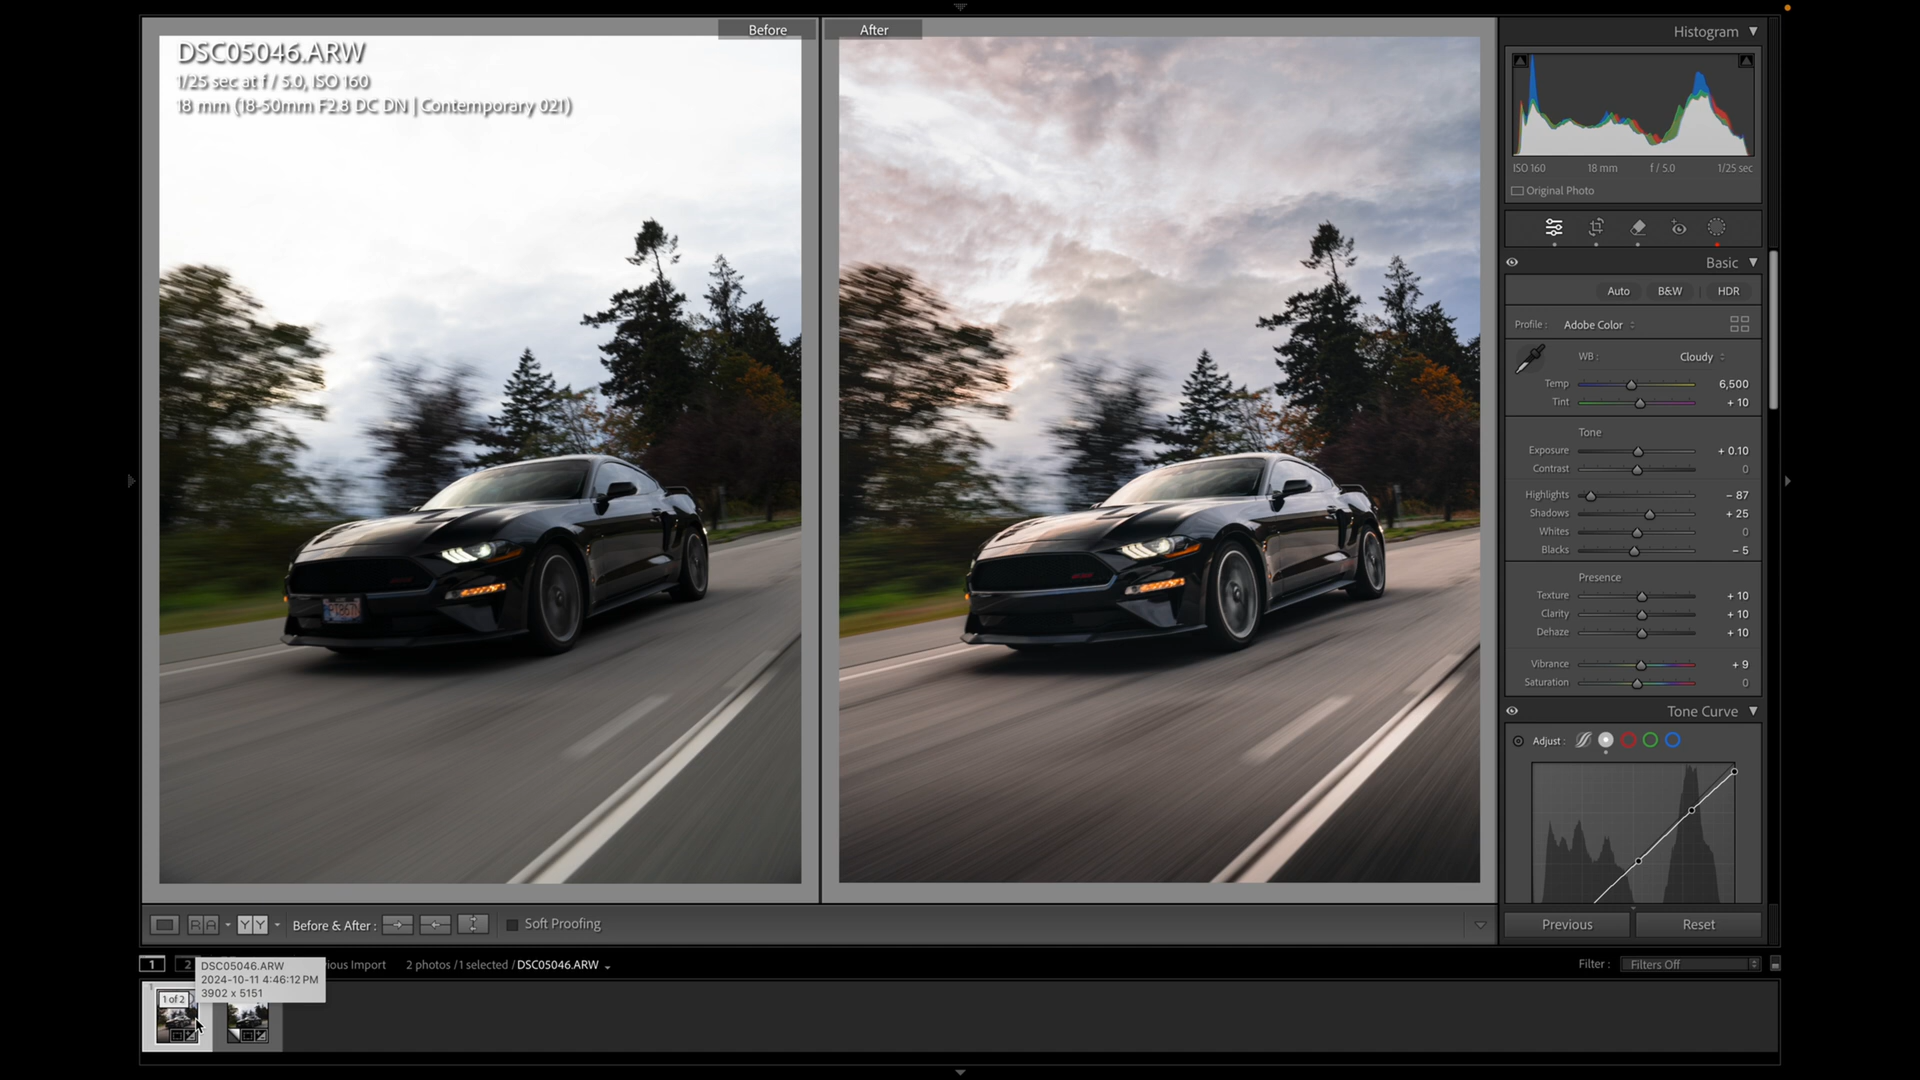 Before
DSC05046.ARW
1/25 sec at f / 5.0, ISO 160
18 mm (18-50mm F2.8 DC DN | Contemporary 021)
After
Histogram
ISO 160 18 mm f / 5.0 1/25 sec
Original Photo
Basic
Auto B&W | HDR
Profile : Adobe Color
WB : Cloudy
Temp 6,500
Tint + 10
Tone
Exposure + 0.10
Contrast 0
Highlights − 87
Shadows + 25
Whites 0
Blacks − 5
Presence
Texture + 10
Clarity + 10
Dehaze + 10
Vibrance + 9
Saturation 0
Tone Curve
Adjust :
Previous Reset
R A Y Y Before & After : Soft Proofing
1 2 ious Import 2 photos / 1 selected / DSC05046.ARW Filter : Filters Off
DSC05046.ARW
2024-10-11 4:46:12 PM
3902 x 5151
1
1 of 2